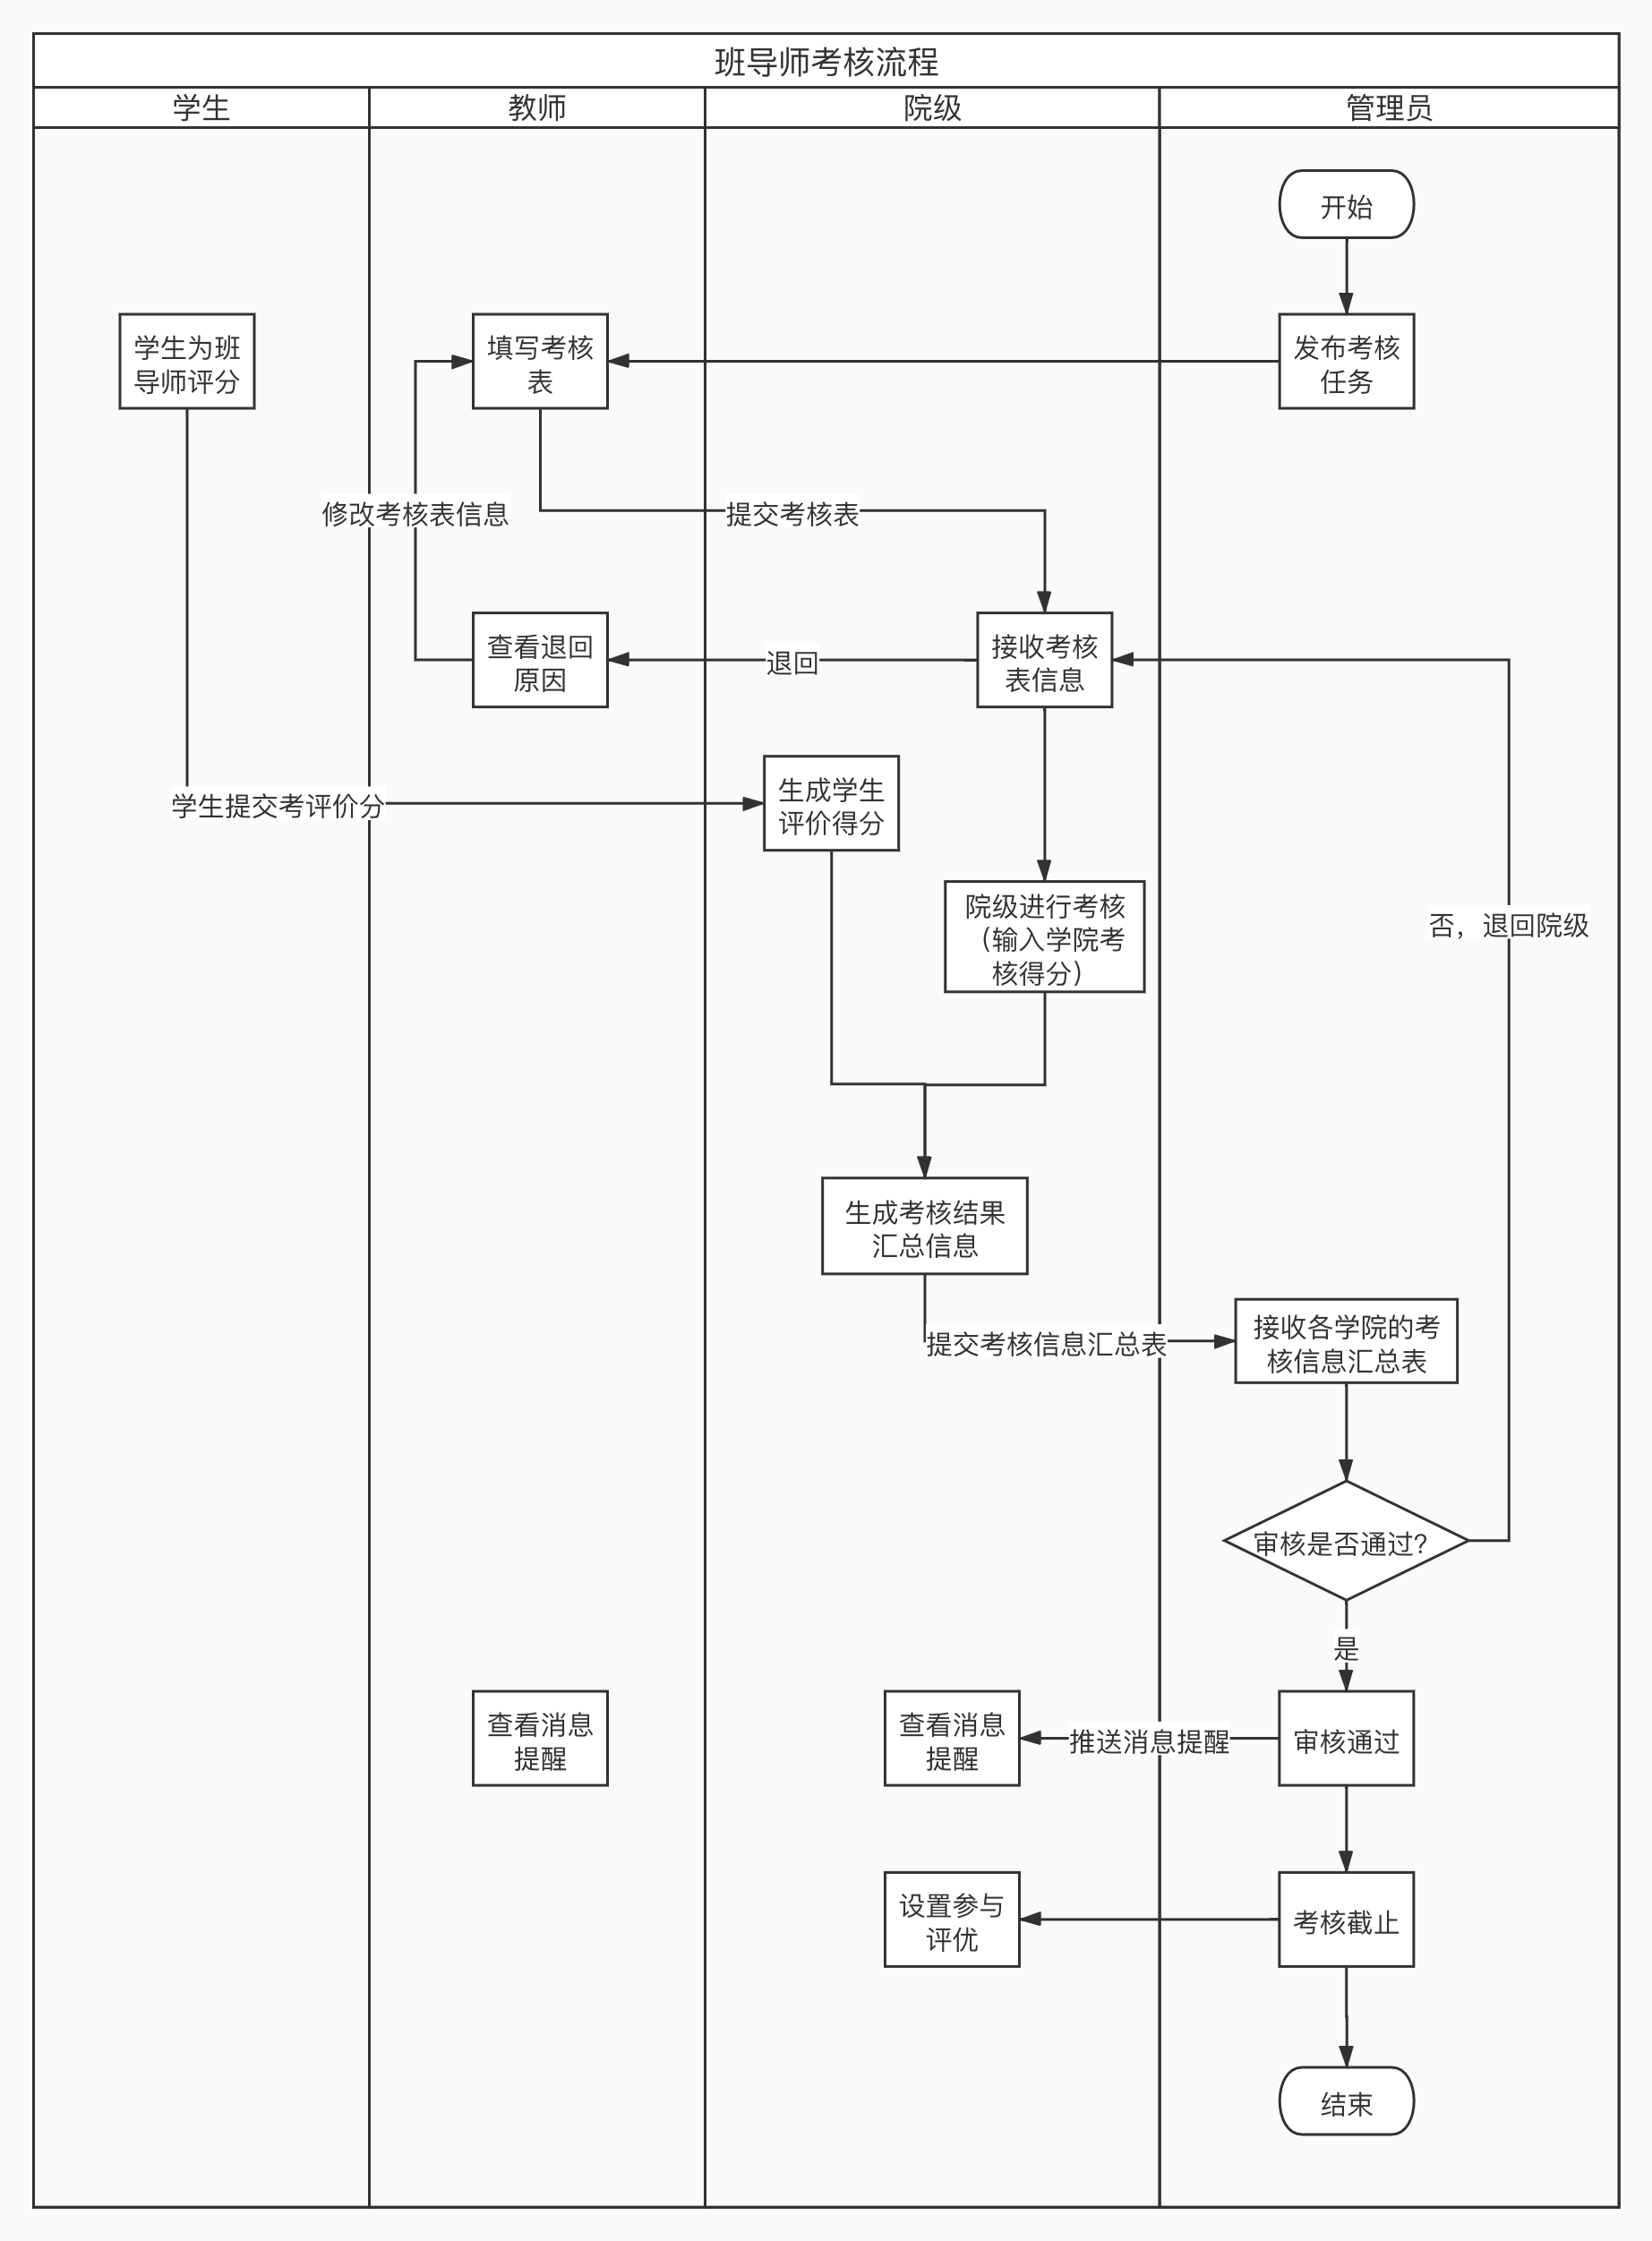 班导师考核流程
学生
教师
院级
管理员
开始
学生为班
导师评分
填写考核
表
发布考核
任务
修改考核表信息
提交考核表
查看退回
原因
退回
接收考核
表信息
学生提交考评价分
生成学生
评价得分
院级进行考核
（输入学院考
核得分）
否，退回院级
生成考核结果
汇总信息
提交考核信息汇总表
接收各学院的考
核信息汇总表
审核是否通过?
是
查看消息
提醒
查看消息
提醒
推送消息提醒
审核通过
设置参与
评优
考核截止
结束